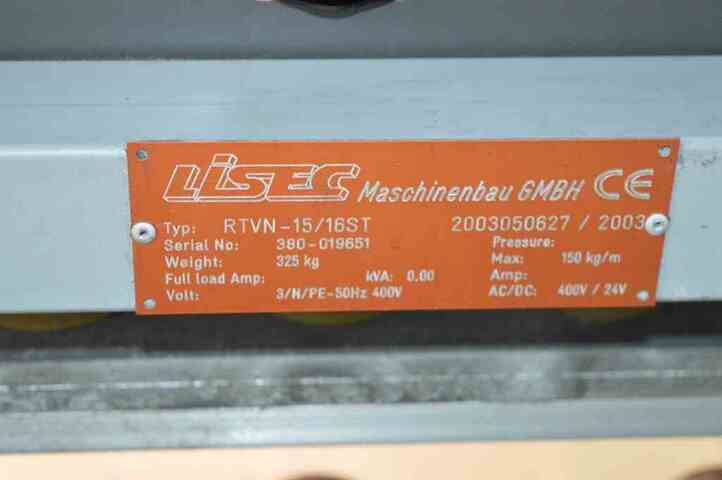 LISEC Maschinenbau GMBH CE
Typ: RTVN-15/16ST 2003050627 / 2003
Serial No: 380-019651 Pressure:
Weight: 325 kg Max: 150 kg/m
Full load Amp: kVA: 0.00 Amp:
Volt: 3/N/PE-50Hz 400V AC/DC: 400V / 24V